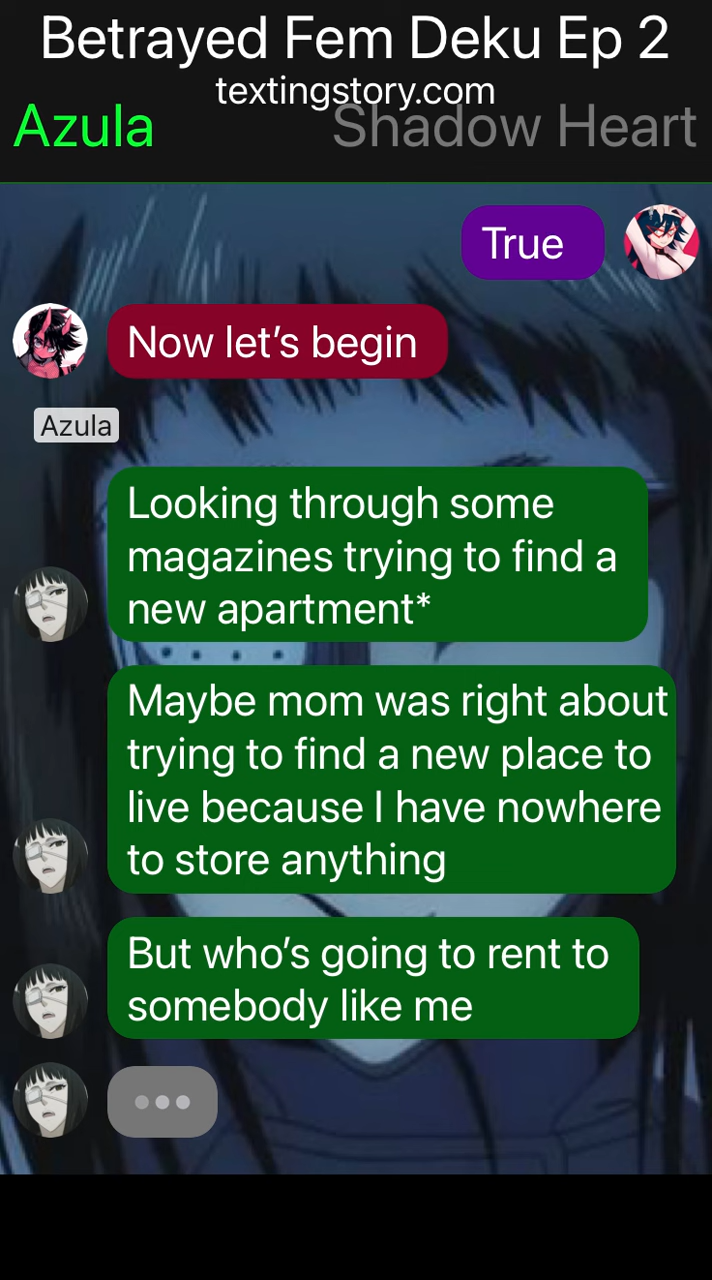 Betrayed Fem Deku Ep 2
textingstory.com
Azula
Shadow Heart
True
Now let’s begin
Azula
Looking through some
magazines trying to find a
new apartment*
Maybe mom was right about
trying to find a new place to
live because I have nowhere
to store anything
But who’s going to rent to
somebody like me